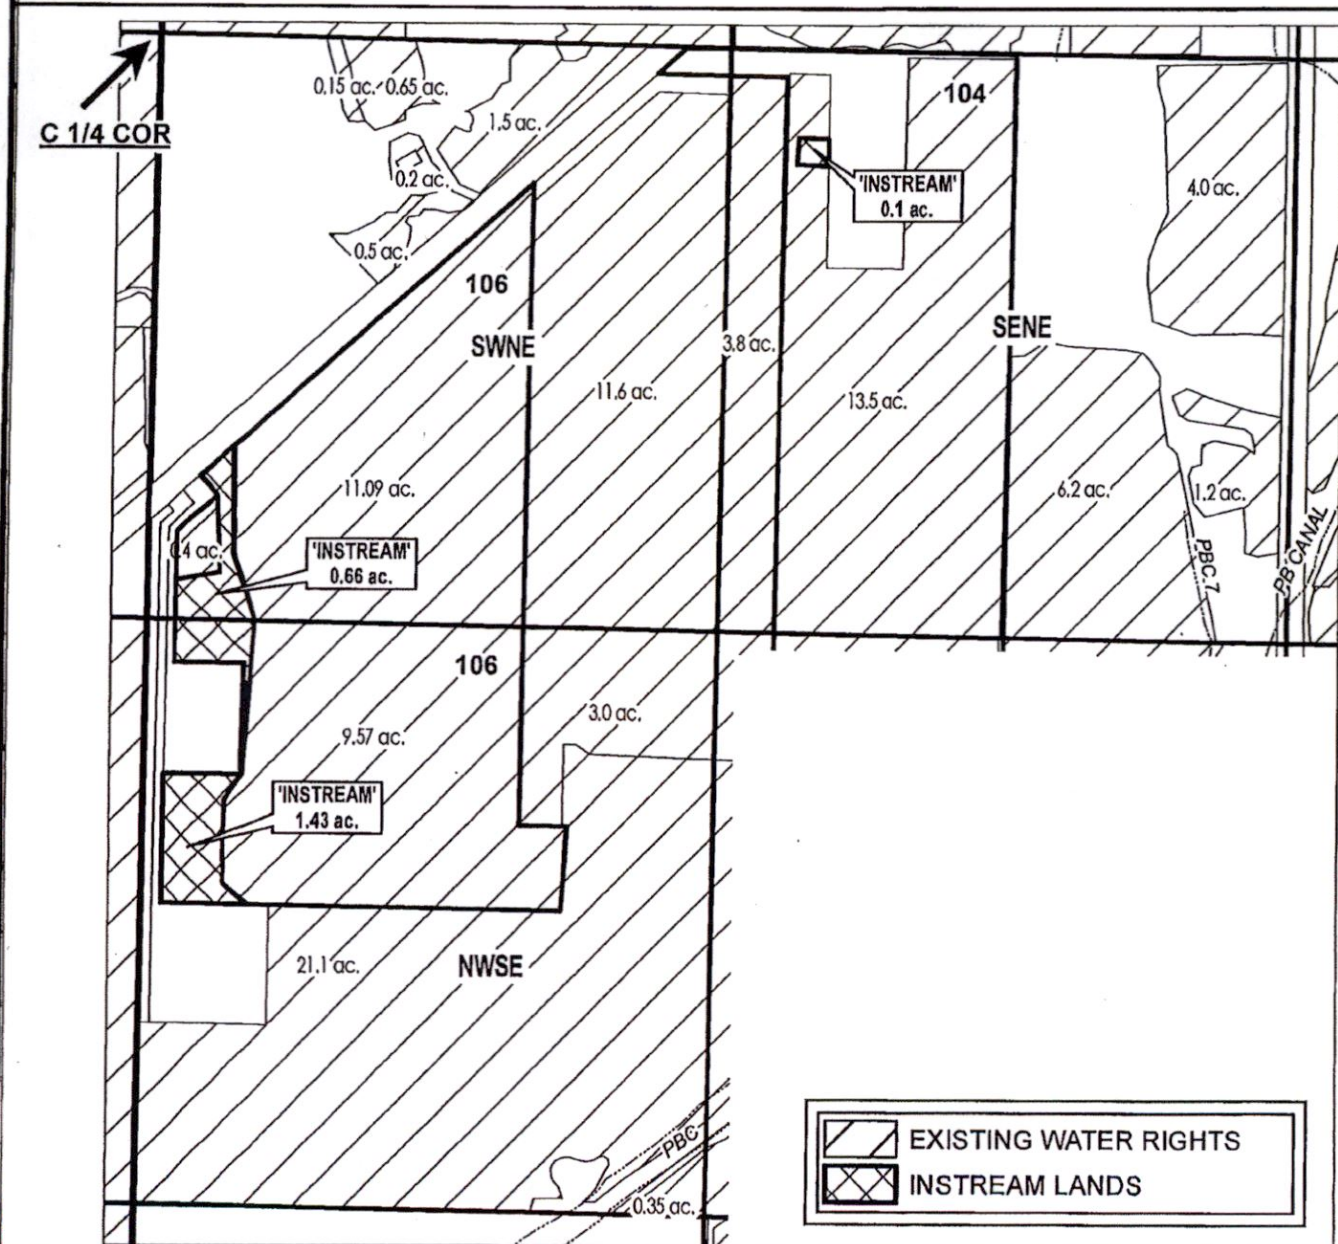 0.15 ac.
0.65 ac.
104
C 1/4 COR
1.5 ac.
0.2 ac.
'INSTREAM'
0.1 ac.
4.0 ac.
0.5 ac.
106
SWNE
3.8 ac.
SENE
11.6 ac.
13.5 ac.
11.09 ac.
6.2 ac.
1.2 ac.
'INSTREAM'
0.66 ac.
ac.
PBC 7
PB CANAL
106
3.0 ac.
9.57 ac.
'INSTREAM'
1.43 ac.
21.1 ac.
NWSE
PBC
0.35 ac.
EXISTING WATER RIGHTS
INSTREAM LANDS